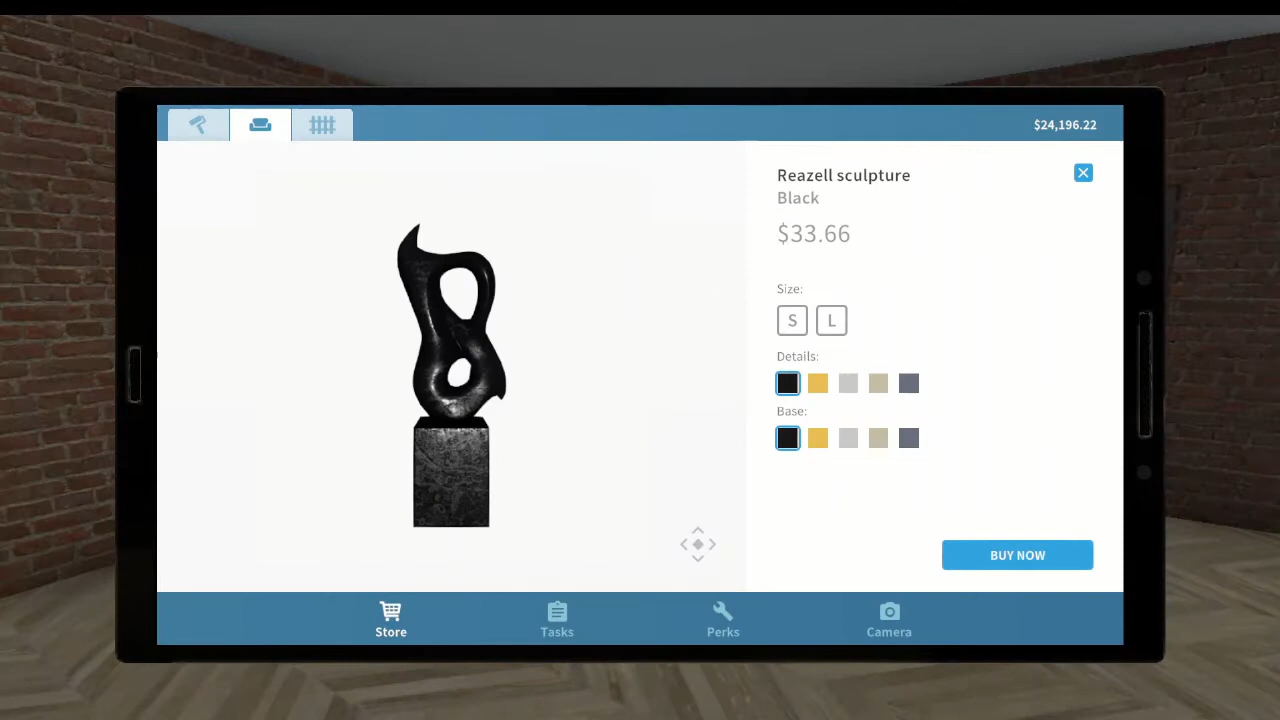 $24,196.22
Reazell sculpture
Black
$33.66
Size:
S L
Details:
Base:
BUY NOW
Store Tasks Perks Camera